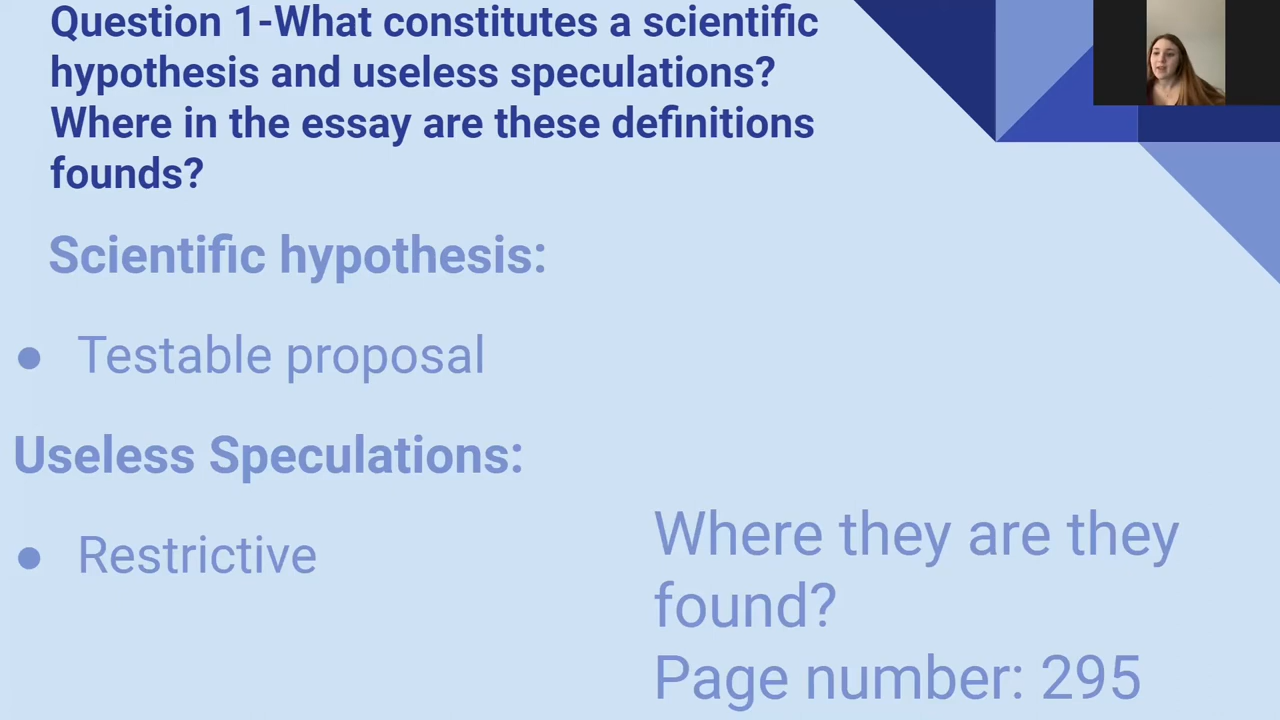 Question 1-What constitutes a scientific
hypothesis and useless speculations?
Where in the essay are these definitions
founds?
Scientific hypothesis:
● Testable proposal
Useless Speculations:
● Restrictive
Where they are they
found?
Page number: 295